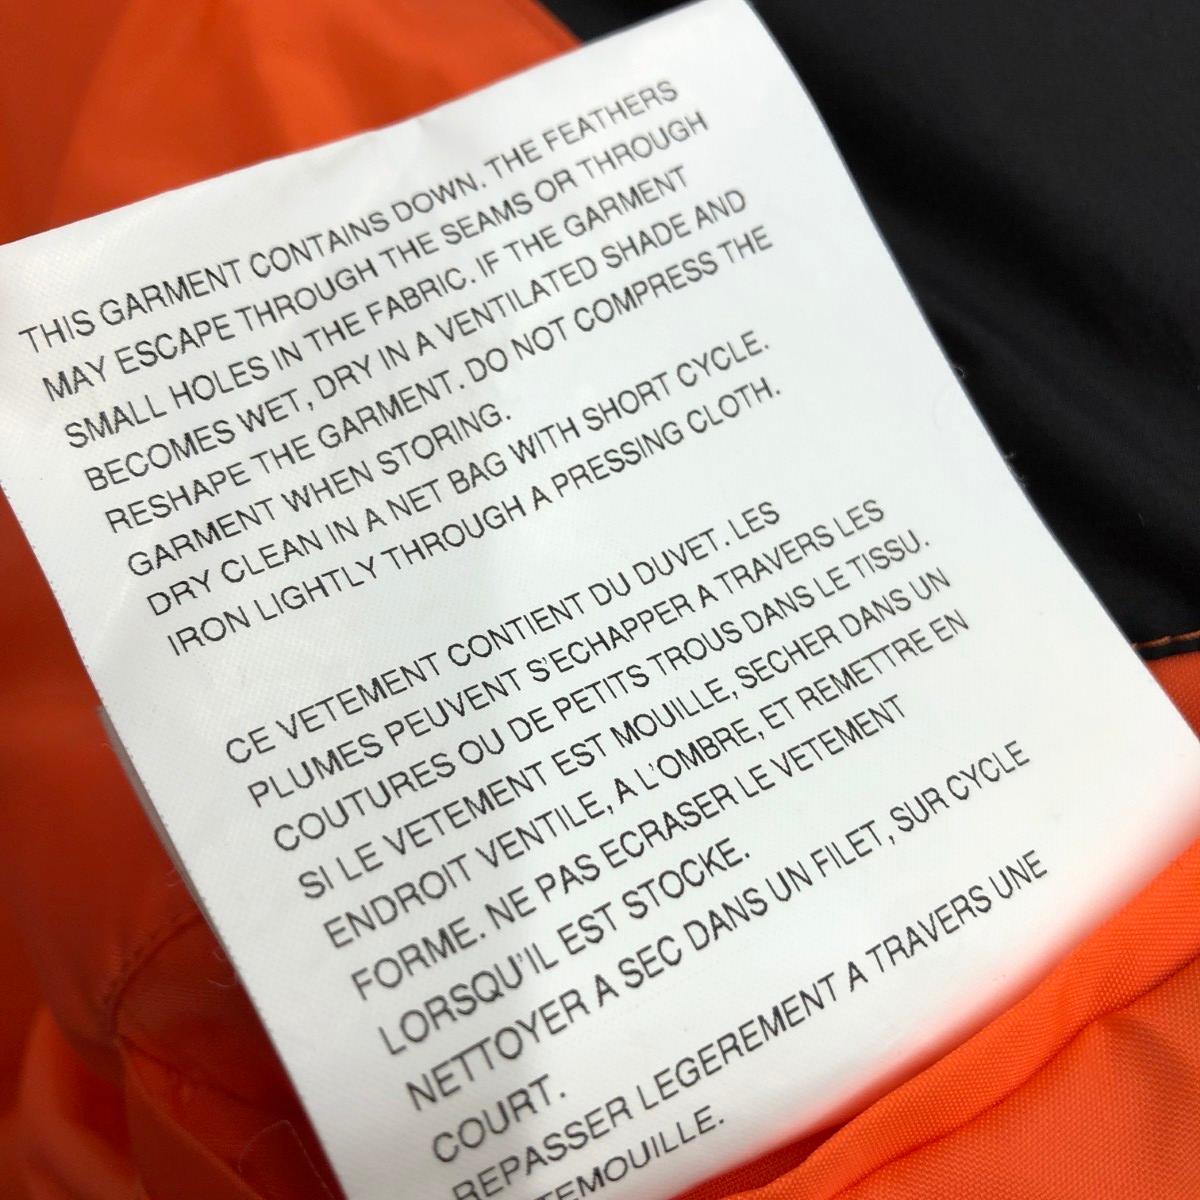 THIS GARMENT CONTAINS DOWN. THE FEATHERS
MAY ESCAPE THROUGH THE SEAMS OR THROUGH
SMALL HOLES IN THE FABRIC. IF THE GARMENT
BECOMES WET, DRY IN A VENTILATED SHADE AND
RESHAPE THE GARMENT. DO NOT COMPRESS THE
GARMENT WHEN STORING.
DRY CLEAN IN A NET BAG WITH SHORT CYCLE.
IRON LIGHTLY THROUGH A PRESSING CLOTH.
CE VETEMENT CONTIENT DU DUVET. LES
PLUMES PEUVENT S'ECHAPPER A TRAVERS LES
COUTURES OU DE PETITS TROUS DANS LE TISSU.
SI LE VETEMENT EST MOUILLE, SECHER DANS UN
ENDROIT VENTILE, A L'OMBRE, ET REMETTRE EN
FORME. NE PAS ECRASER LE VETEMENT
LORSQU'IL EST STOCKE.
NETTOYER A SEC DANS UN FILET, SUR CYCLE
COURT.
REPASSER LEGEREMENT A TRAVERS UNE